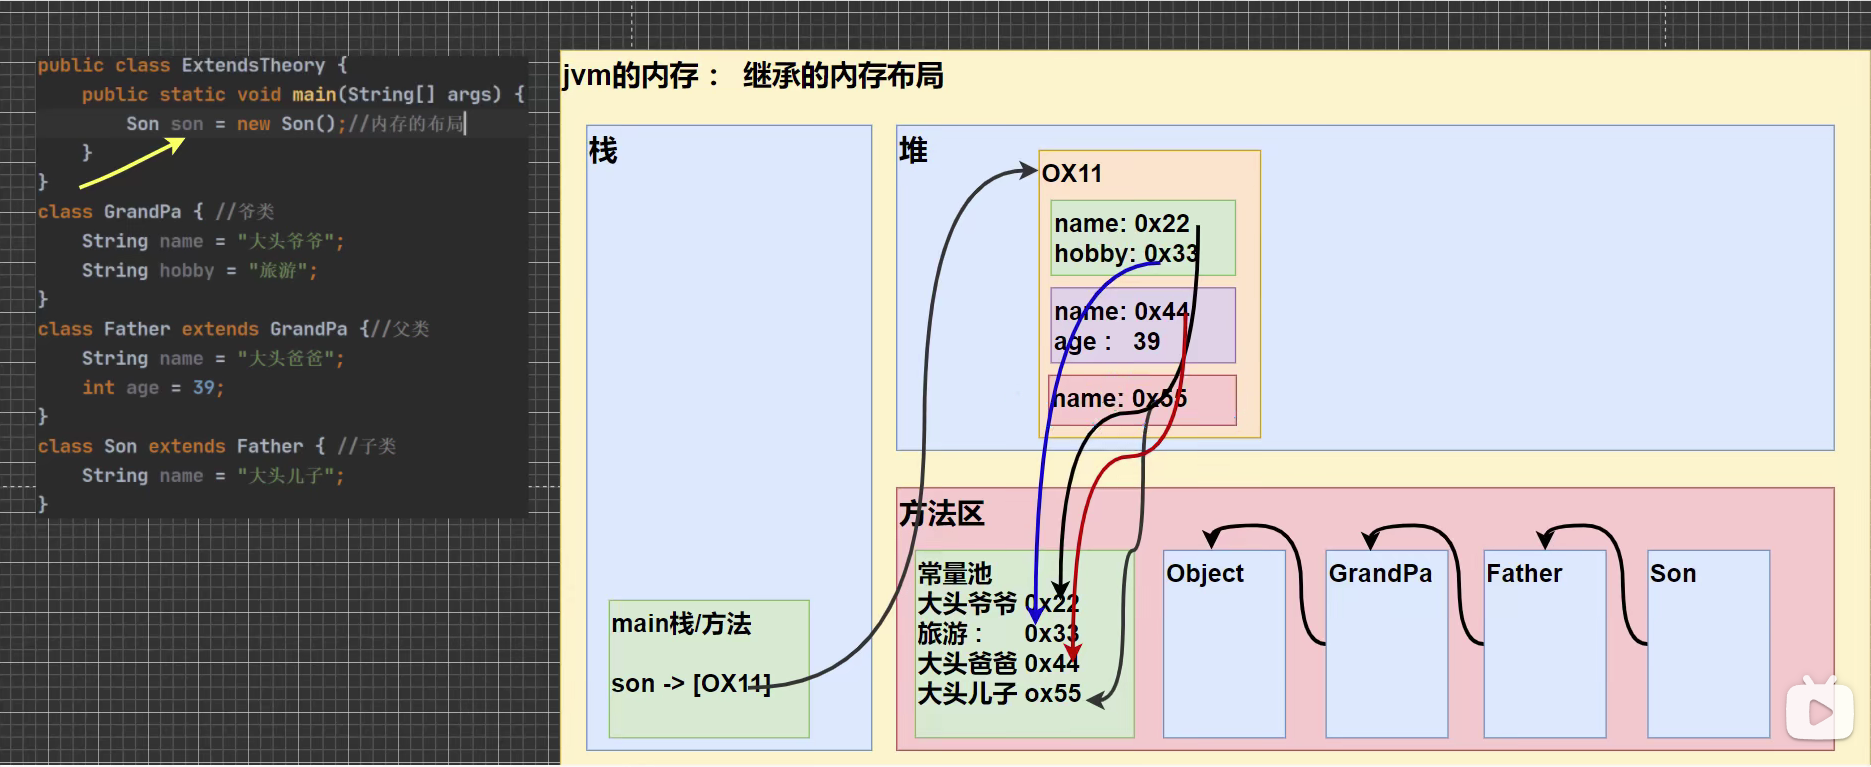 public class ExtendsTheory {
public static void main(String[] args) {
Son son = new Son();//内存的布局
}
}
class GrandPa { //爷类
String name = "大头爷爷";
String hobby = "旅游";
}
class Father extends GrandPa {//父类
String name = "大头爸爸";
int age = 39;
}
class Son extends Father { //子类
String name = "大头儿子";
}
jvm的内存： 继承的内存布局
栈
main栈/方法
son -> [OX11]
堆
OX11
name: 0x22
hobby: 0x33
name: 0x44
age： 39
name: 0x55
方法区
常量池
大头爷爷 0x22
旅游： 0x33
大头爸爸 0x44
大头儿子 ox55
Object
GrandPa
Father
Son